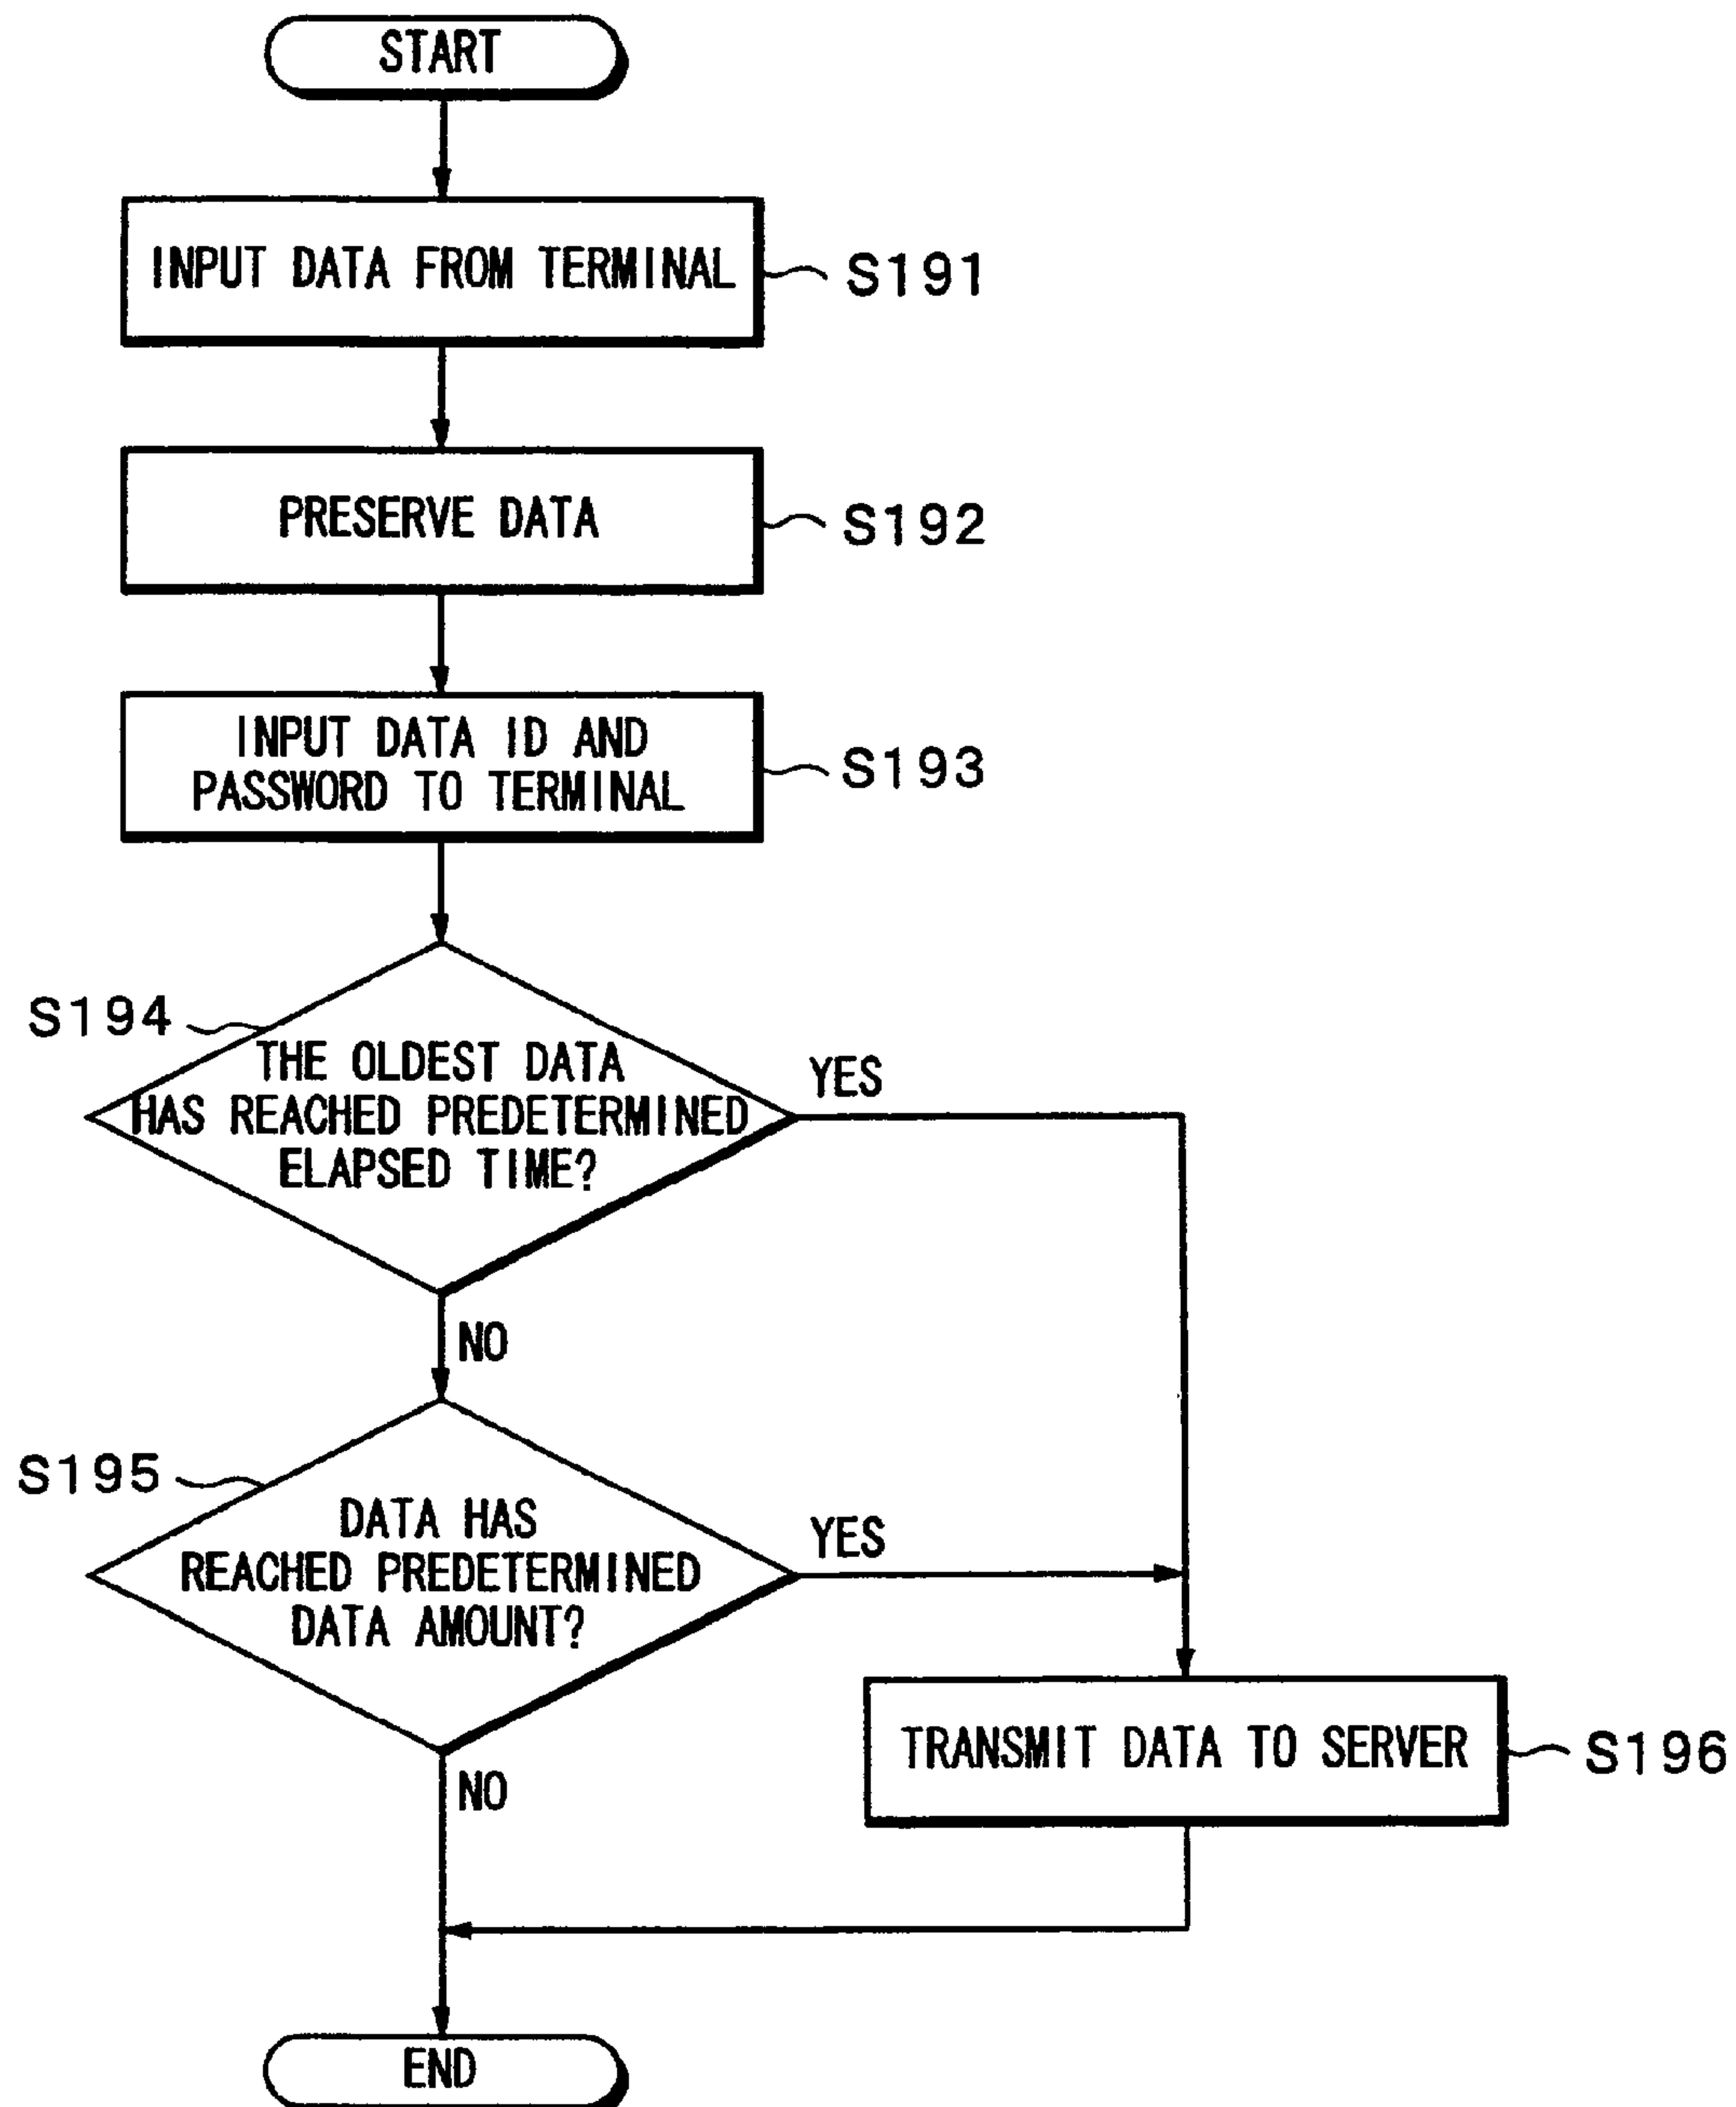 START
INPUT DATA FROM TERMINAL
S191
PRESERVE DATA
S192
INPUT DATA ID AND
PASSWORD TO TERMINAL
S193
S194
THE OLDEST DATA
HAS REACHED PREDETERMINED
ELAPSED TIME?
YES
NO
S195
DATA HAS
REACHED PREDETERMINED
DATA AMOUNT?
YES
NO
TRANSMIT DATA TO SERVER
S196
END